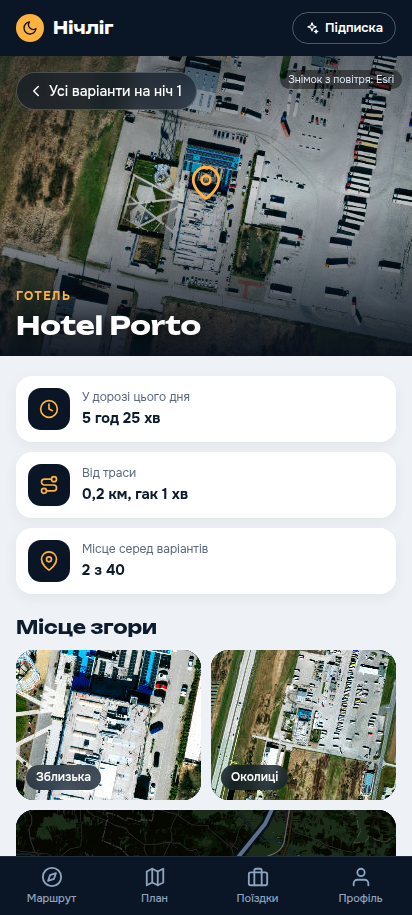 Нічліг
Підписка
Усі варіанти на ніч 1
Знімок з повітря: Esri
ГОТЕЛЬ
Hotel Porto
У дорозі цього дня
5 год 25 хв
Від траси
0,2 км, гак 1 хв
Місце серед варіантів
2 з 40
Місце згори
Зблизька
Околиці
Маршрут
План
Поїздки
Профіль